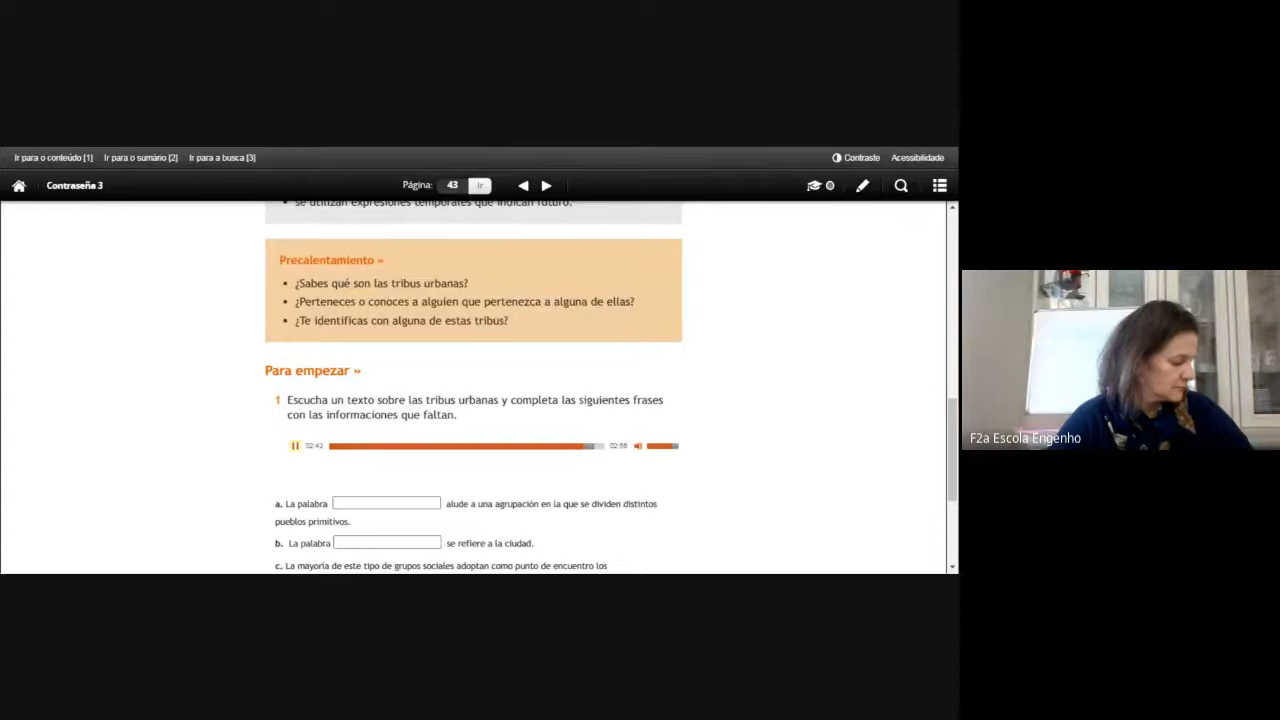 Ir para o conteúdo [1] Ir para o sumário [2] Ir para a busca [3] Contraste Acessibilidade
Contraseña 3 Página: 43 Ir
se utilizan expresiones temporales que indican futuro.
Precalentamiento »
▪ ¿Sabes qué son las tribus urbanas?
▪ ¿Perteneces o conoces a alguien que pertenezca a alguna de ellas?
▪ ¿Te identificas con alguna de estas tribus?
Para empezar »
1 Escucha un texto sobre las tribus urbanas y completa las siguientes frases
con las informaciones que faltan.
02:42 02:56
F2a Escola Engenho
a. La palabra alude a una agrupación en la que se dividen distintos
pueblos primitivos.
b. La palabra se refiere a la ciudad.
c. La mayoría de este tipo de grupos sociales adoptan como punto de encuentro los